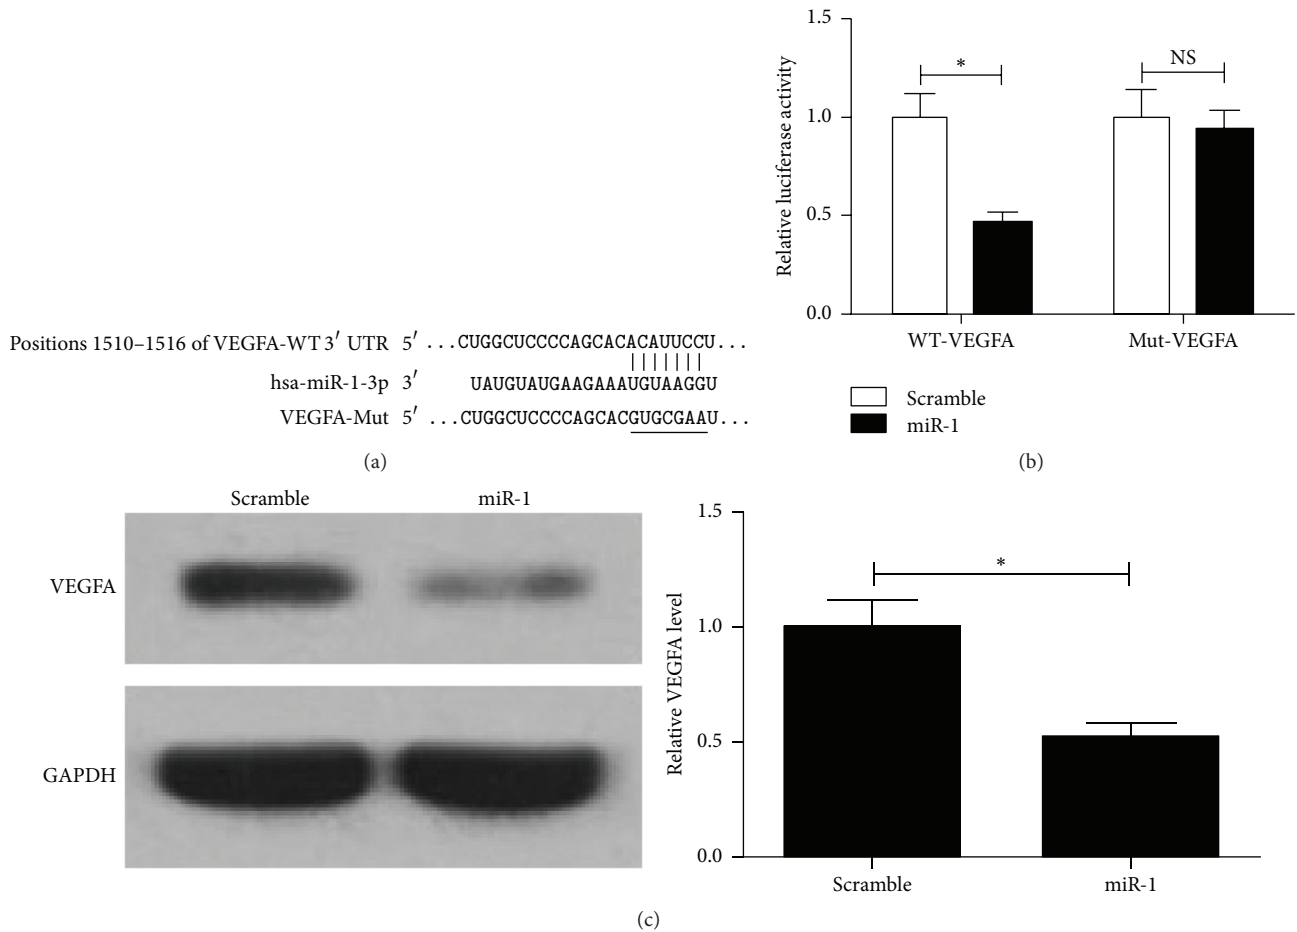 Positions 1510–1516 of VEGFA-WT 3′ UTR 5′ ...CUGGCUCCCCAGCACACAUUCCU...
hsa-miR-1-3p 3′ UAUGUAUGAAGAAAUGUAAGGU
VEGFA-Mut 5′ ...CUGGCUCCCCAGCACGUGCGAAU...
(a)
1.5
1.0
0.5
0.0
Relative luciferase activity
*
NS
WT-VEGFA
Mut-VEGFA
Scramble
miR-1
(b)
Scramble
miR-1
VEGFA
GAPDH
1.5
1.0
0.5
0.0
Relative VEGFA level
*
Scramble
miR-1
(c)